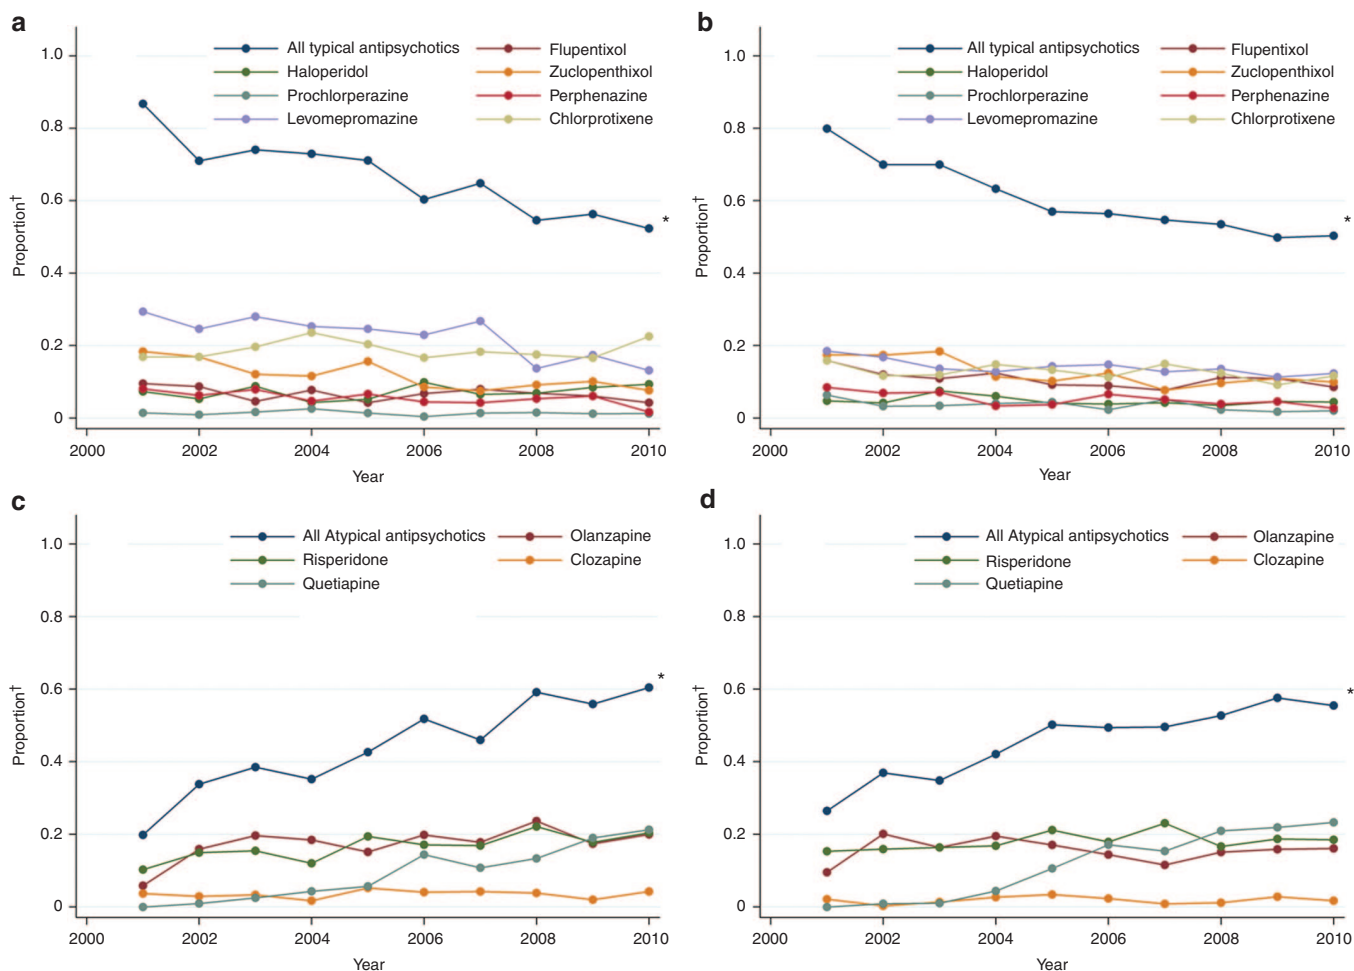 a
1.0
0.8
0.6
0.4
0.2
0
Proportion†
All typical antipsychotics
Haloperidol
Prochlorperazine
Levomepromazine
Flupentixol
Zuclopenthixol
Perphenazine
Chlorprotixene
*
2000 2002 2004 2006 2008 2010
Year
b
1.0
0.8
0.6
0.4
0.2
0
Proportion†
All typical antipsychotics
Haloperidol
Prochlorperazine
Levomepromazine
Flupentixol
Zuclopenthixol
Perphenazine
Chlorprotixene
*
2000 2002 2004 2006 2008 2010
Year
c
1.0
0.8
0.6
0.4
0.2
0
Proportion†
All Atypical antipsychotics
Risperidone
Quetiapine
Olanzapine
Clozapine
*
2000 2002 2004 2006 2008 2010
Year
d
1.0
0.8
0.6
0.4
0.2
0
Proportion†
All Atypical antipsychotics
Risperidone
Quetiapine
Olanzapine
Clozapine
*
2000 2002 2004 2006 2008 2010
Year